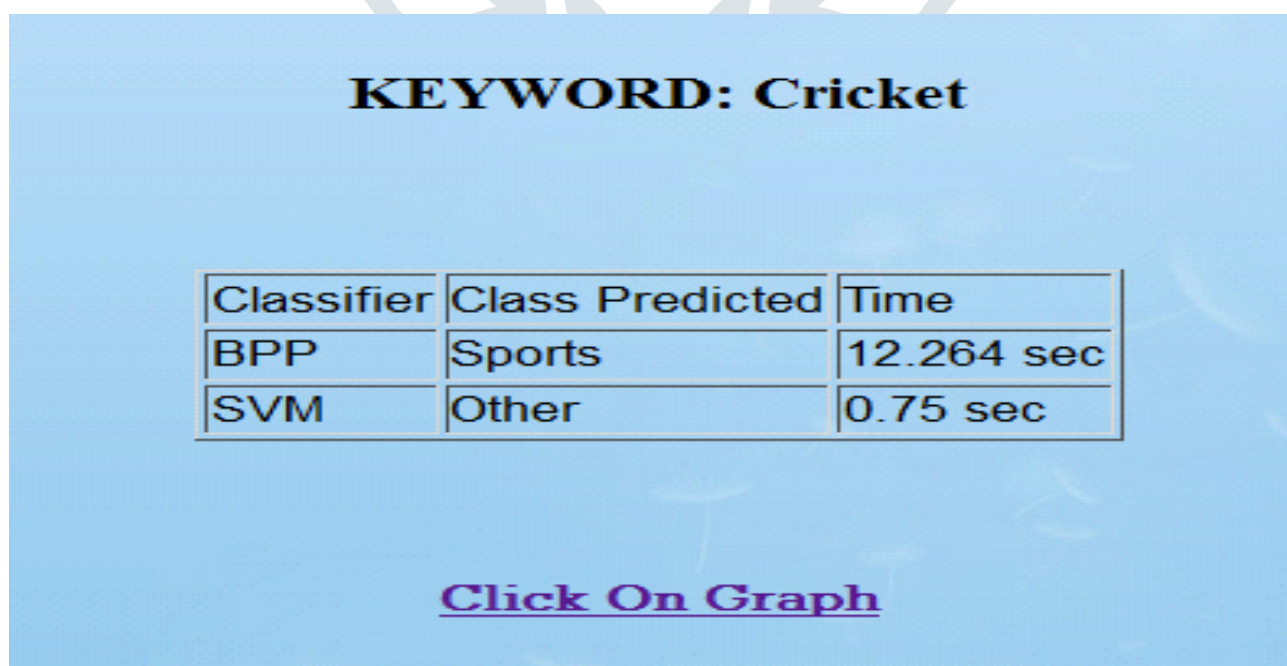 KEYWORD: Cricket
Classifier Class Predicted Time
BPP Sports 12.264 sec
SVM Other 0.75 sec
Click On Graph